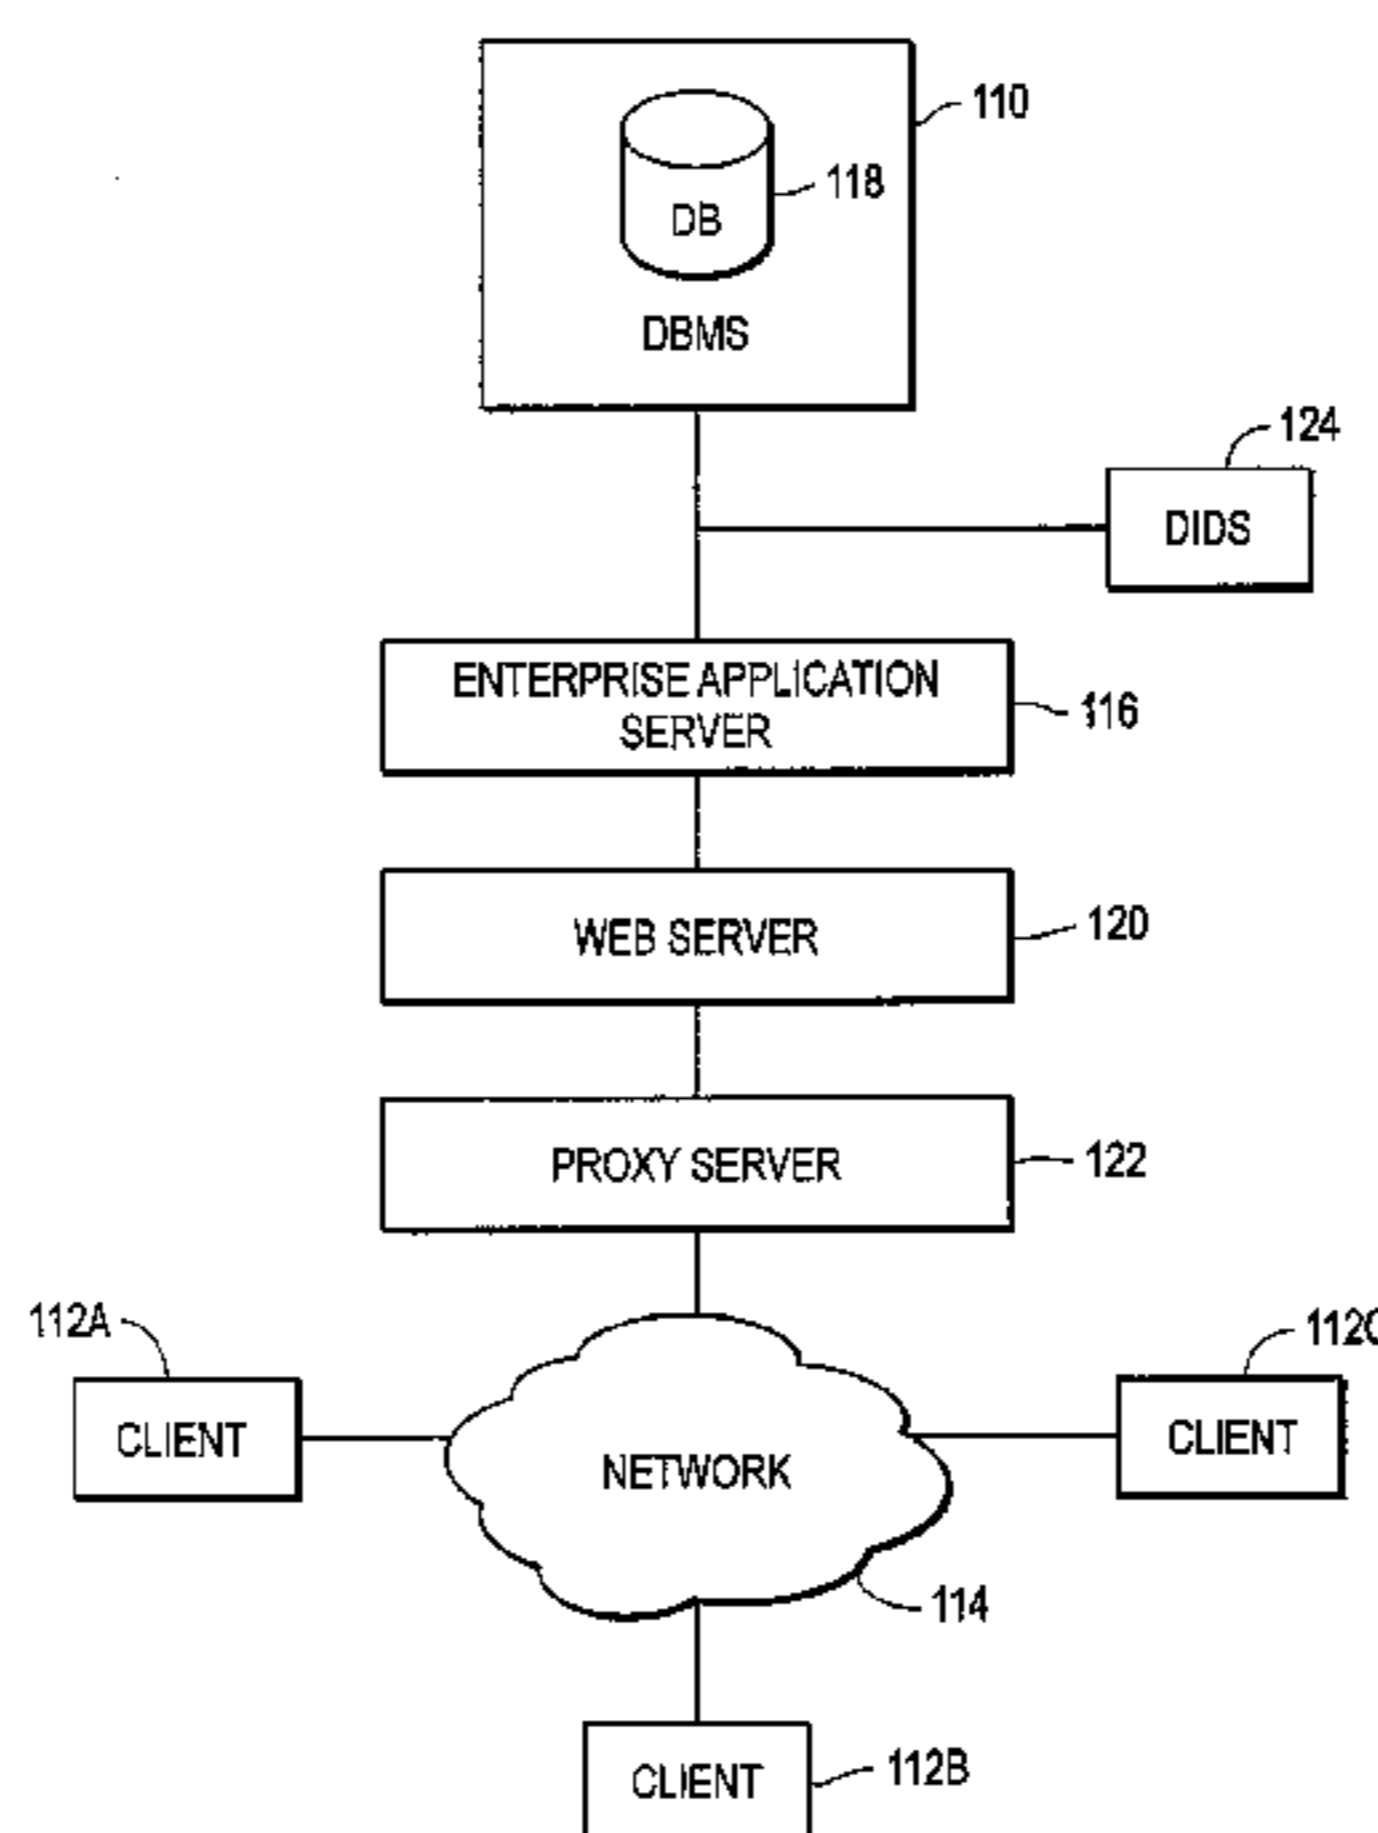 110
118
DB
DBMS
124
DIDS
ENTERPRISE APPLICATION
SERVER
116
WEB SERVER
120
PROXY SERVER
122
112A
112C
CLIENT
CLIENT
NETWORK
114
CLIENT
112B